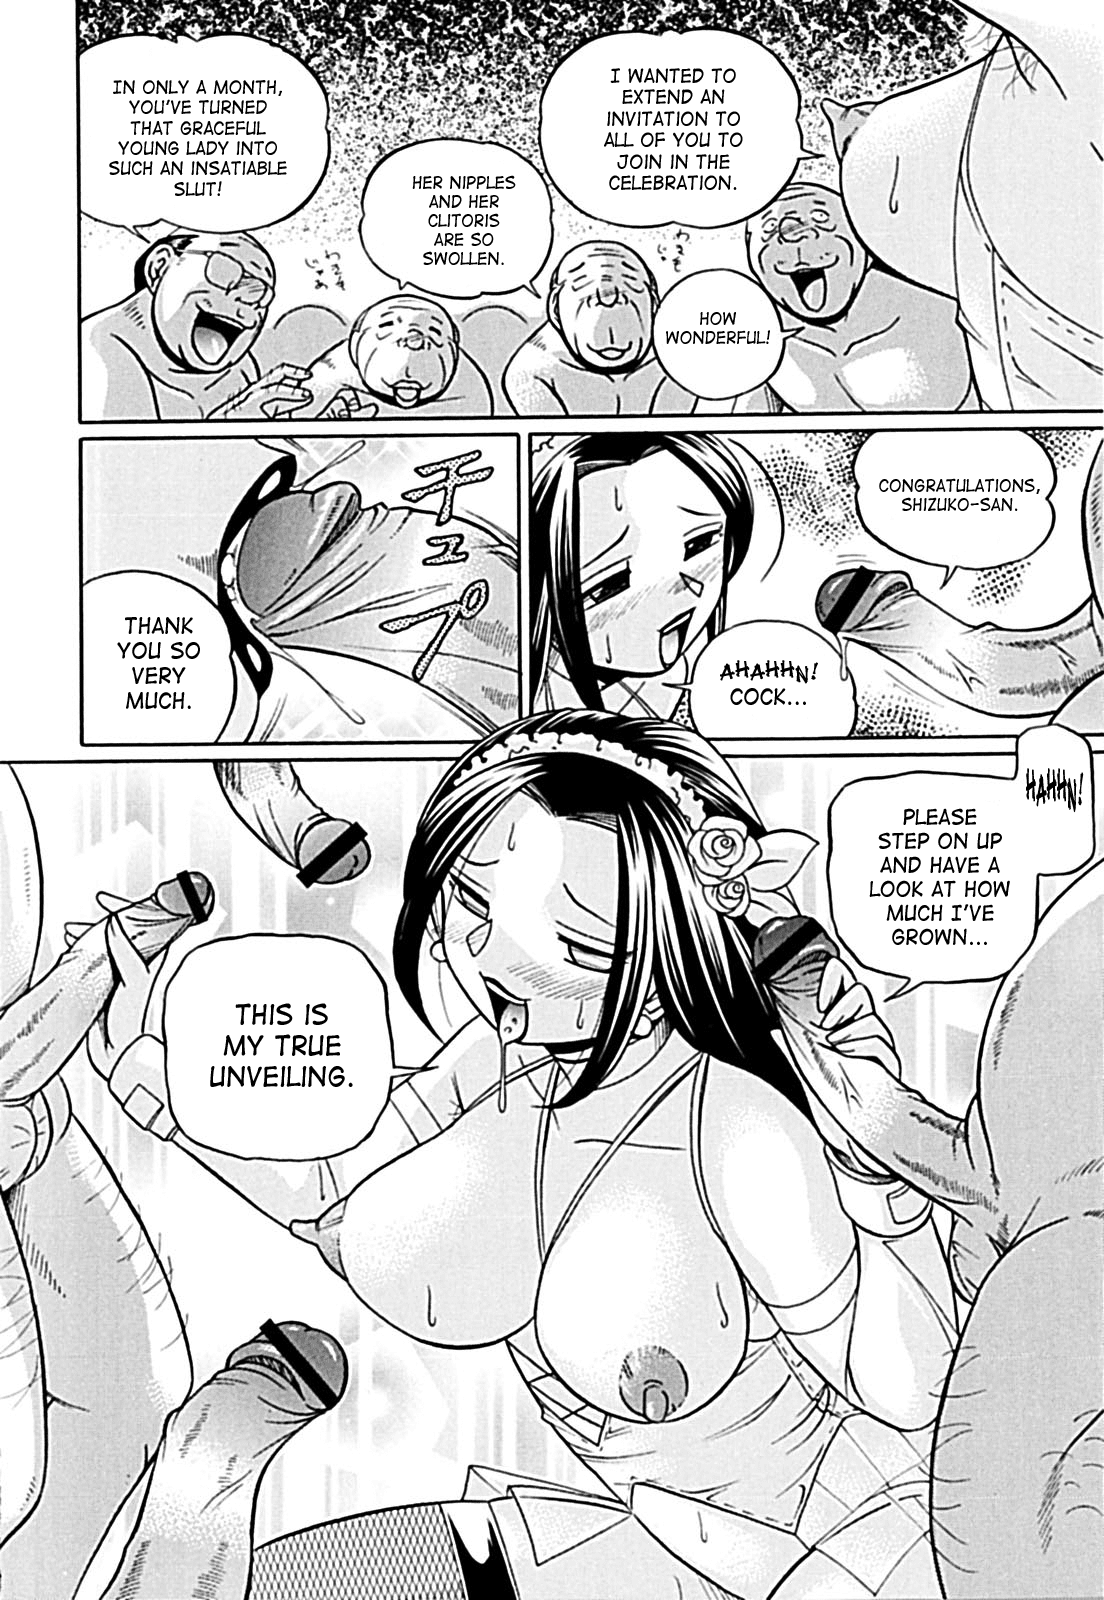 I WANTED TO
EXTEND AN
INVITATION TO
ALL OF YOU TO
JOIN IN THE
CELEBRATION.
HOW
WONDERFUL!
HER NIPPLES
AND HER
CLITORIS
ARE SO
SWOLLEN.
IN ONLY A MONTH,
YOU'VE TURNED
THAT GRACEFUL
YOUNG LADY INTO
SUCH AN INSATIABLE
SLUT!
CONGRATULATIONS,
SHIZUKO-SAN.
AHAHHN!
COCK...
チュプ
THANK
YOU SO
VERY
MUCH.
HAHHN!
PLEASE
STEP ON UP
AND HAVE A
LOOK AT HOW
MUCH I'VE
GROWN...
THIS IS
MY TRUE
UNVEILING.